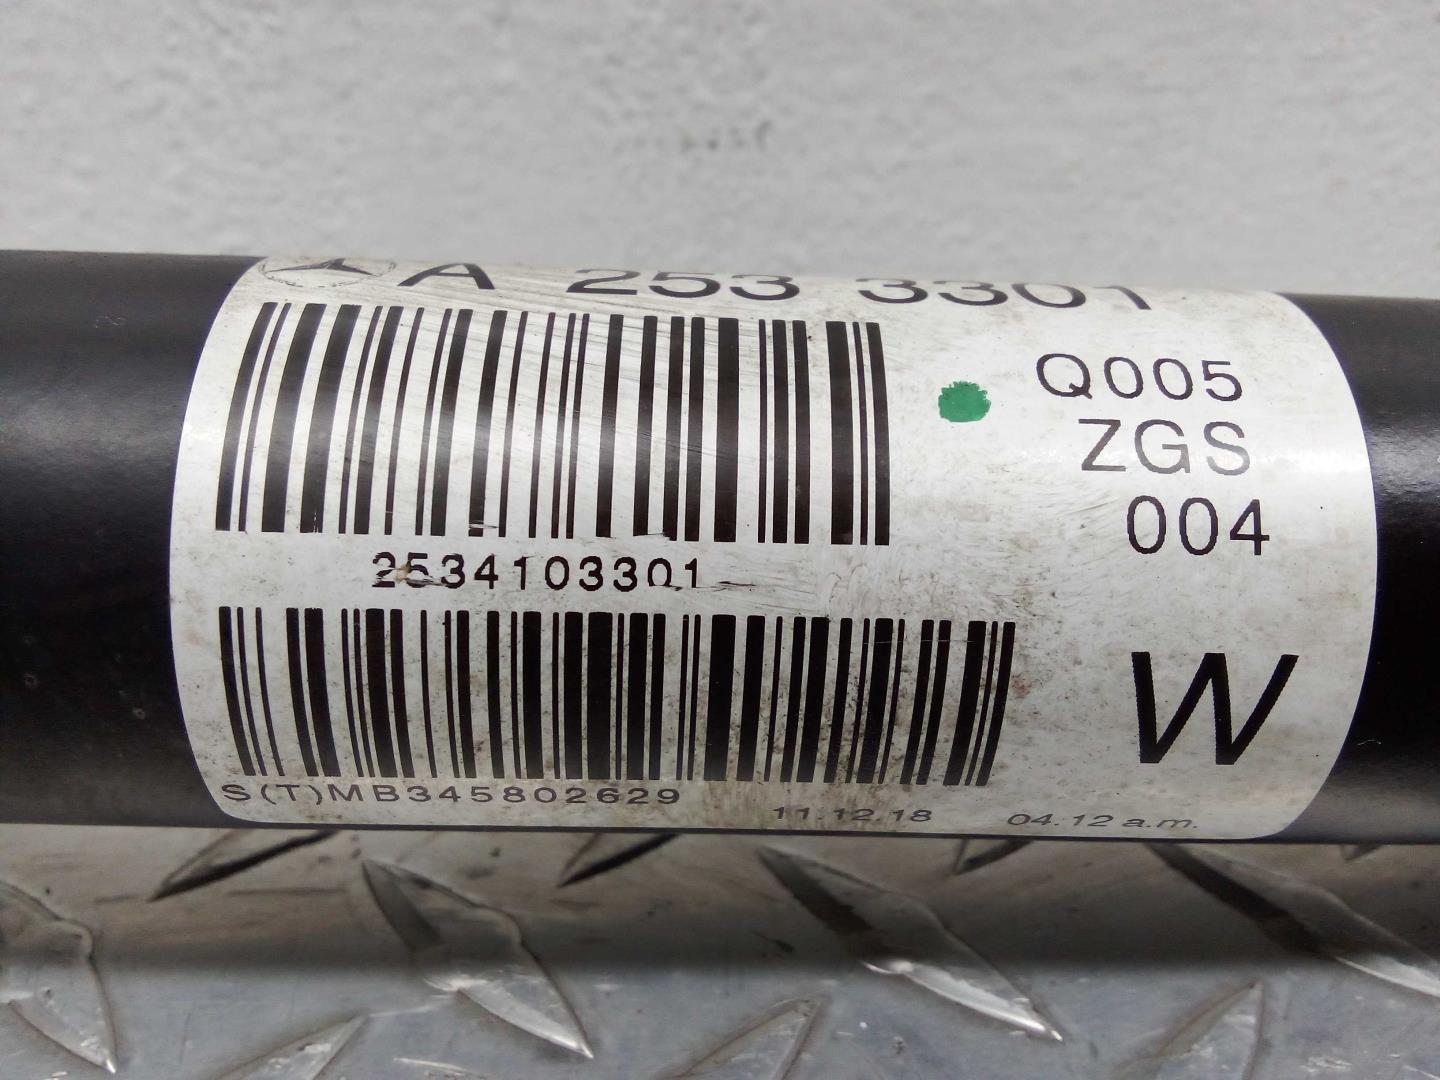 A 253 3301
Q005
ZGS
004
2534103301
W
S(T)MB345802629
11.12.18 04.12 a.m.